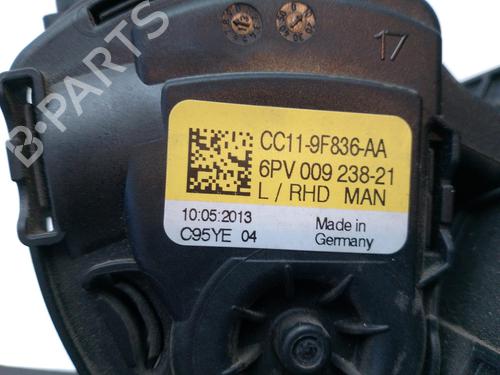 17
CC11-9F836-AA
6PV 009 238-21
L / RHD MAN
10:05:2013
Made in
C95YE 04
Germany
B-PARTS